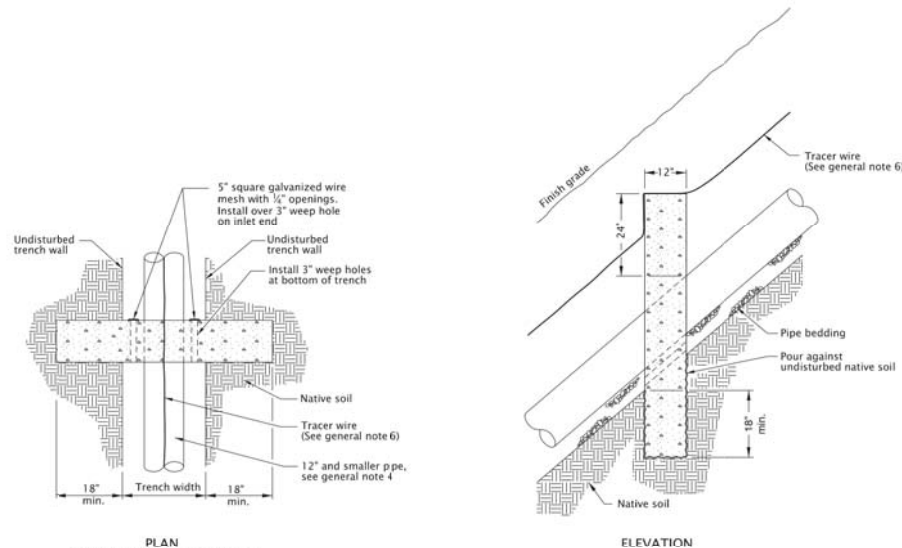 5" square galvanized wire
mesh with ¼" openings.
Install over 3" weep hole
on inlet end
Undisturbed
trench wall
Undisturbed
trench wall
Install 3" weep holes
at bottom of trench
Native soil
Tracer wire
(See general note 6)
12" and smaller pipe,
see general note 4
18"
min.
Trench width
18"
min.
PLAN
Finish grade
Tracer wire
(See general note 6)
12"
24"
Pipe bedding
Pour against
undisturbed native soil
18"
min.
Native soil
ELEVATION